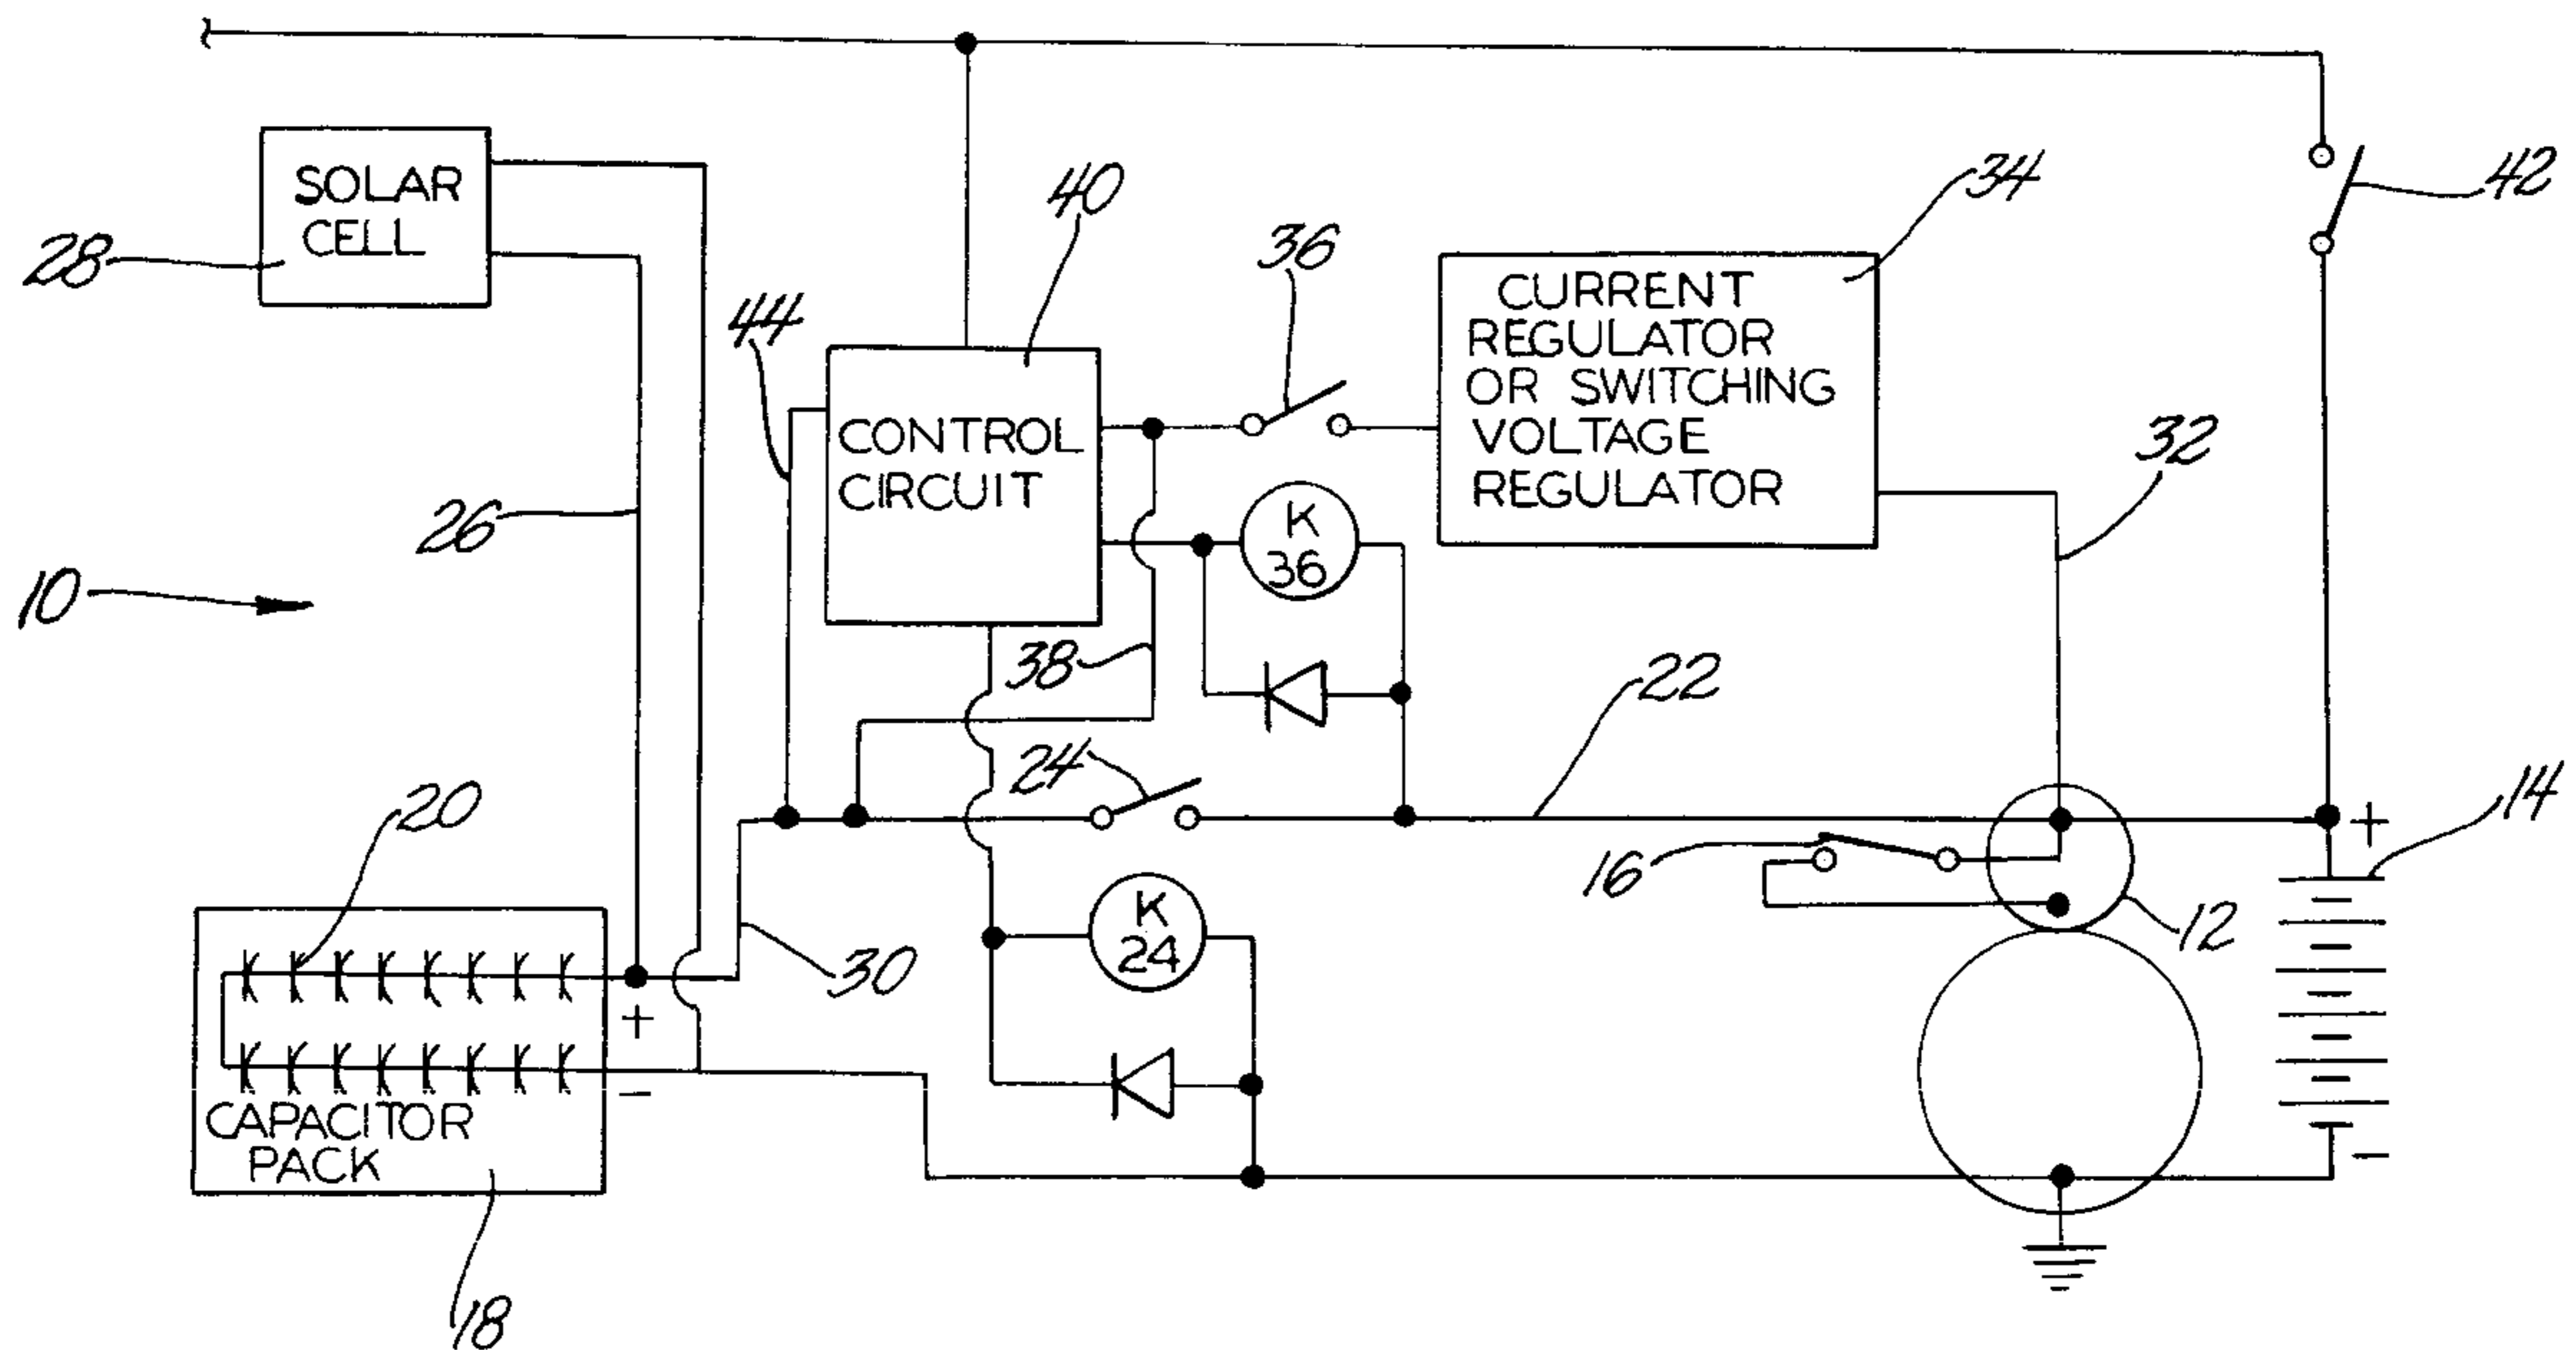 SOLAR
CELL
28
40
34
42
36
44
CURRENT
REGULATOR
OR SWITCHING
VOLTAGE
REGULATOR
CONTROL
CIRCUIT
32
26
K
36
10
38
22
24
20
+
14
16
K
24
12
30
+
-
CAPACITOR
PACK
-
18